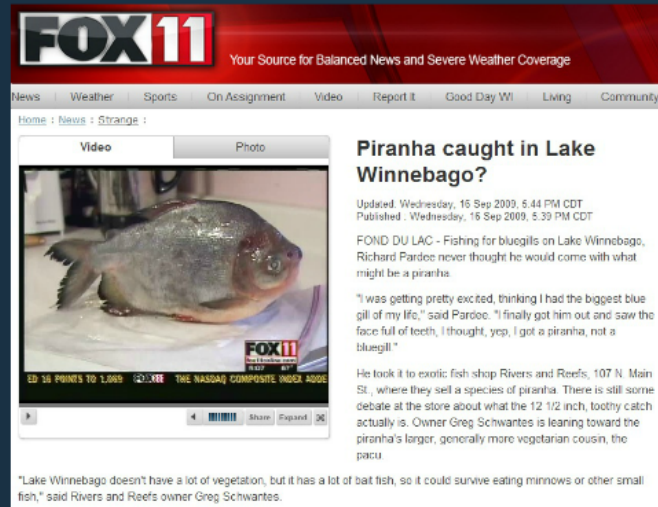 FOX 11
Your Source for Balanced News and Severe Weather Coverage
News Weather Sports On Assignment Video Report It Good Day WI Living Community
Home : News : Strange :
Video Photo
Piranha caught in Lake
Winnebago?
Updated: Wednesday, 16 Sep 2009, 5:44 PM CDT
Published : Wednesday, 16 Sep 2009, 5:39 PM CDT
FOND DU LAC - Fishing for bluegills on Lake Winnebago,
Richard Pardee never thought he would come with what
might be a piranha.
"I was getting pretty excited, thinking I had the biggest blue
gill of my life," said Pardee. "I finally got him out and saw the
face full of teeth, I thought, yep, I got a piranha, not a
bluegill."
He took it to exotic fish shop Rivers and Reefs, 107 N. Main
St., where they sell a species of piranha. There is still some
debate at the store about what the 12 1/2 inch, toothy catch
actually is. Owner Greg Schwantes is leaning toward the
piranha's larger, generally more vegetarian cousin, the
pacu.
FOX 11
ED 16 POINTS TO 1,069 FOX 11 THE NASDAQ COMPOSITE INDEX ADDE
Share Expand
"Lake Winnebago doesn't have a lot of vegetation, but it has a lot of bait fish, so it could survive eating minnows or other small
fish," said Rivers and Reefs owner Greg Schwantes.